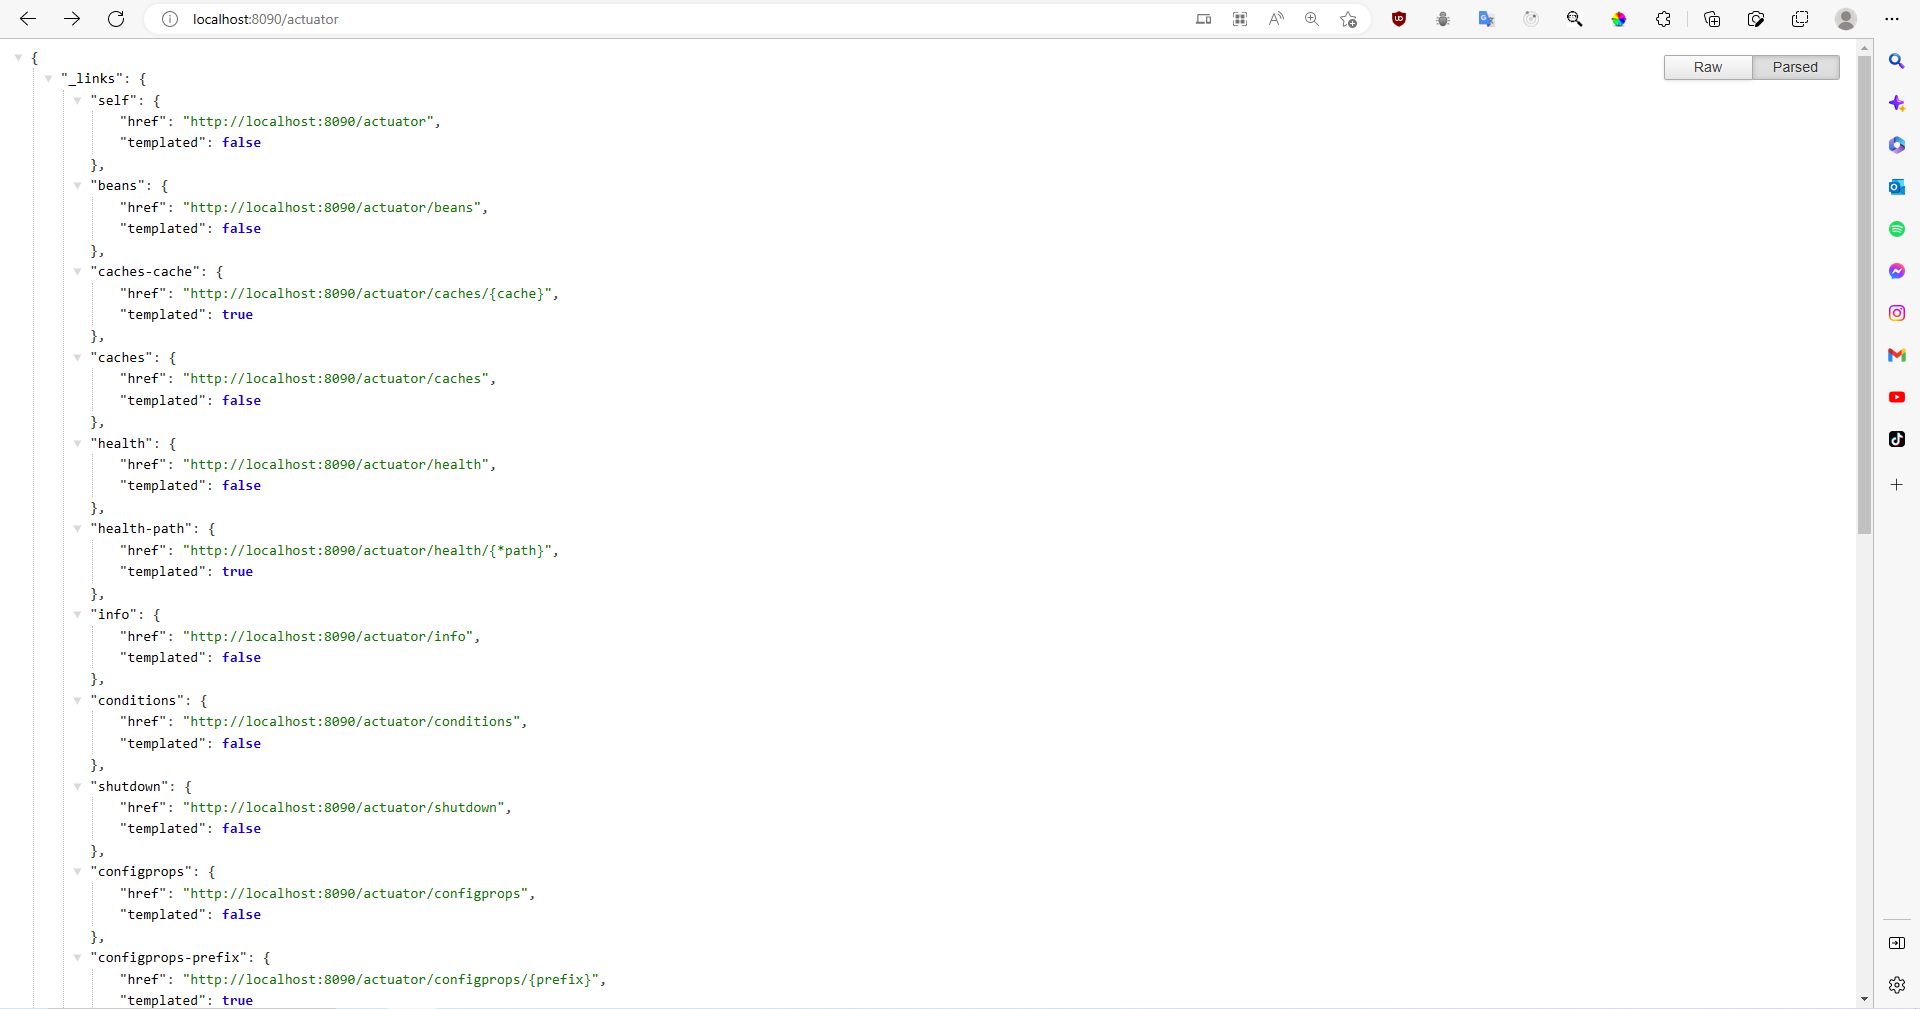 localhost:8090/actuator
Raw Parsed
{
"_links": {
"self": {
"href": "http://localhost:8090/actuator",
"templated": false
},
"beans": {
"href": "http://localhost:8090/actuator/beans",
"templated": false
},
"caches-cache": {
"href": "http://localhost:8090/actuator/caches/{cache}",
"templated": true
},
"caches": {
"href": "http://localhost:8090/actuator/caches",
"templated": false
},
"health": {
"href": "http://localhost:8090/actuator/health",
"templated": false
},
"health-path": {
"href": "http://localhost:8090/actuator/health/{*path}",
"templated": true
},
"info": {
"href": "http://localhost:8090/actuator/info",
"templated": false
},
"conditions": {
"href": "http://localhost:8090/actuator/conditions",
"templated": false
},
"shutdown": {
"href": "http://localhost:8090/actuator/shutdown",
"templated": false
},
"configprops": {
"href": "http://localhost:8090/actuator/configprops",
"templated": false
},
"configprops-prefix": {
"href": "http://localhost:8090/actuator/configprops/{prefix}",
"templated": true